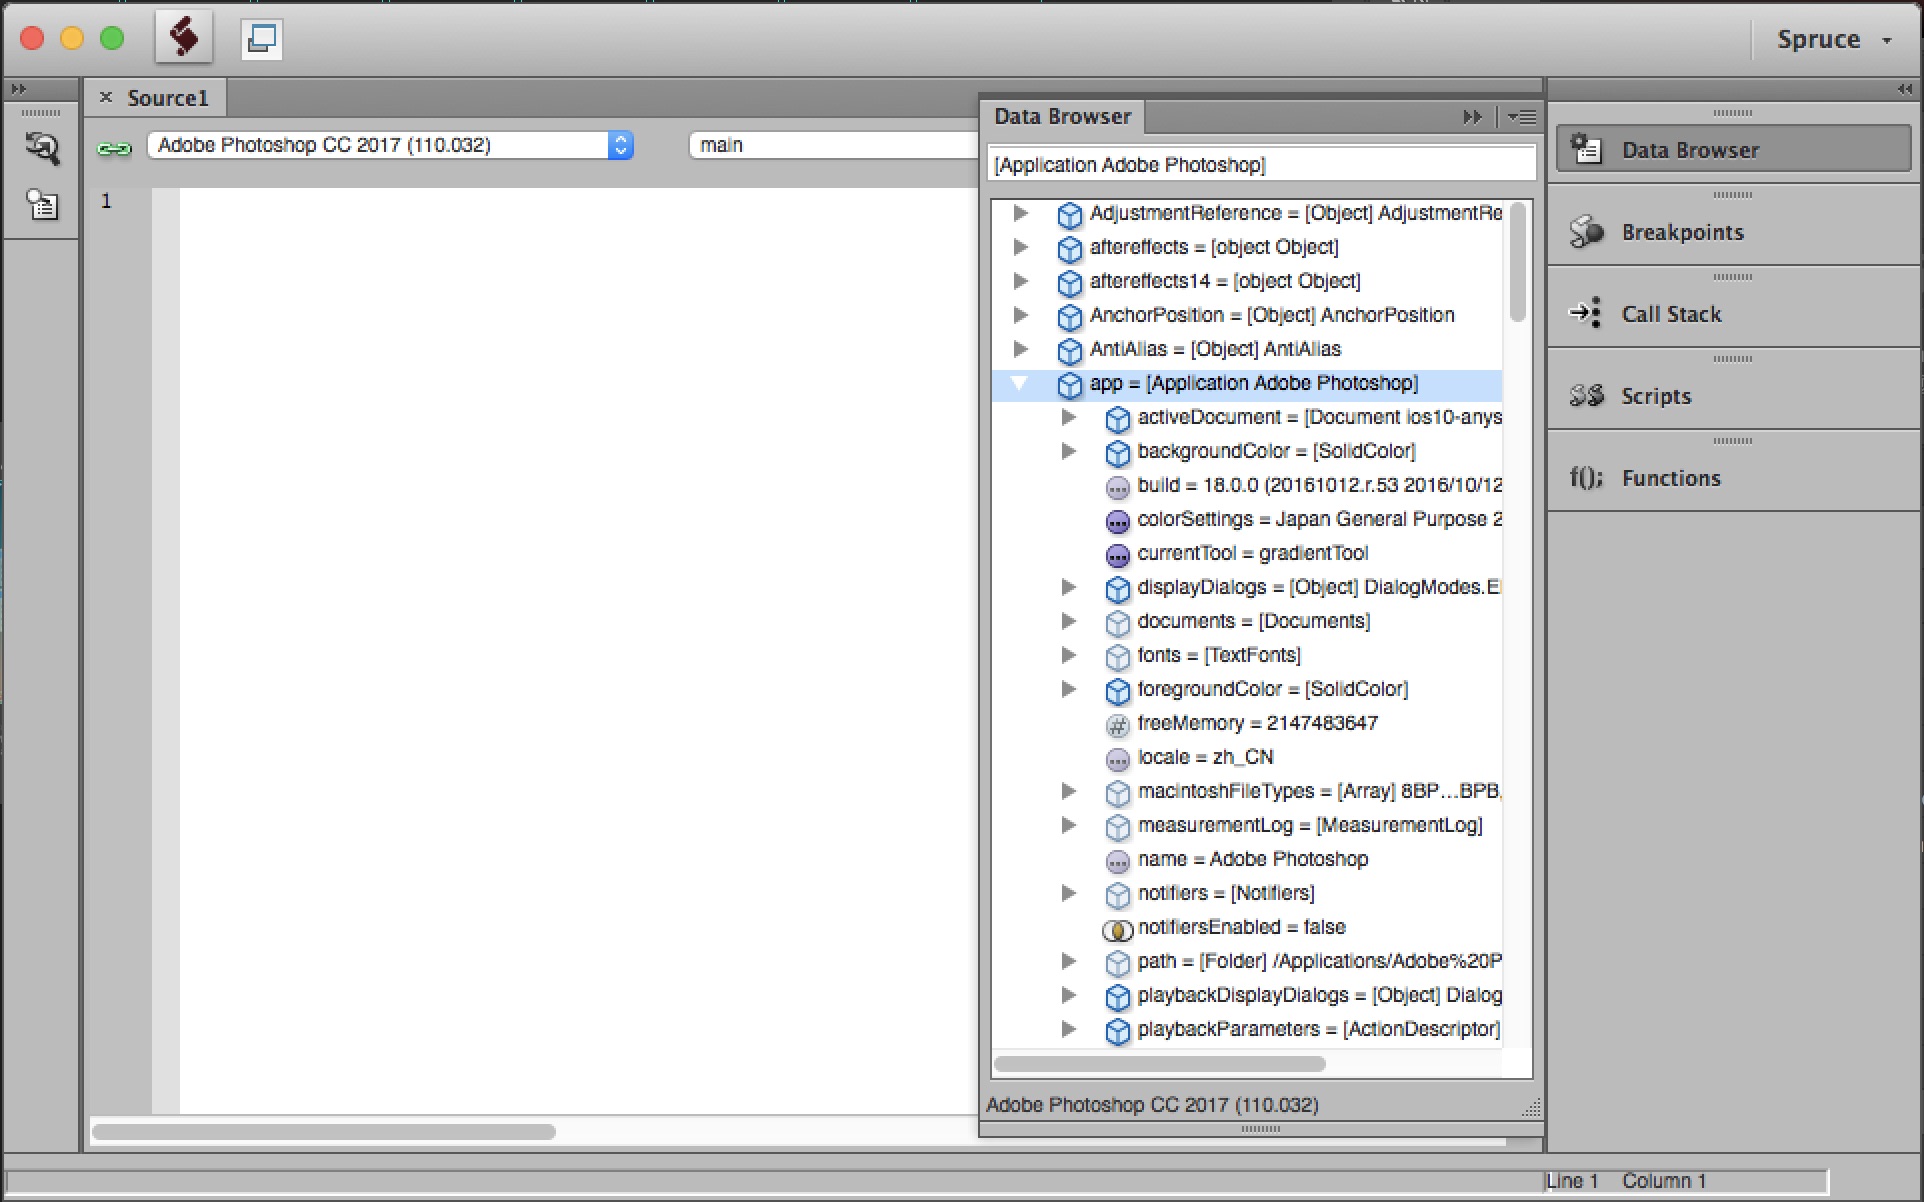 Spruce
Source1
Adobe Photoshop CC 2017 (110.032)
main
1
Data Browser
[Application Adobe Photoshop]
AdjustmentReference = [Object] AdjustmentRe
aftereffects = [object Object]
aftereffects14 = [object Object]
AnchorPosition = [Object] AnchorPosition
AntiAlias = [Object] AntiAlias
app = [Application Adobe Photoshop]
activeDocument = [Document ios10-anys
backgroundColor = [SolidColor]
build = 18.0.0 (20161012.r.53 2016/10/12
colorSettings = Japan General Purpose 2
currentTool = gradientTool
displayDialogs = [Object] DialogModes.E
documents = [Documents]
fonts = [TextFonts]
foregroundColor = [SolidColor]
freeMemory = 2147483647
locale = zh_CN
macintoshFileTypes = [Array] 8BP…BPB,
measurementLog = [MeasurementLog]
name = Adobe Photoshop
notifiers = [Notifiers]
notifiersEnabled = false
path = [Folder] /Applications/Adobe%20P
playbackDisplayDialogs = [Object] Dialog
playbackParameters = [ActionDescriptor]
Adobe Photoshop CC 2017 (110.032)
Data Browser
Breakpoints
Call Stack
Scripts
f(); Functions
Line 1 Column 1